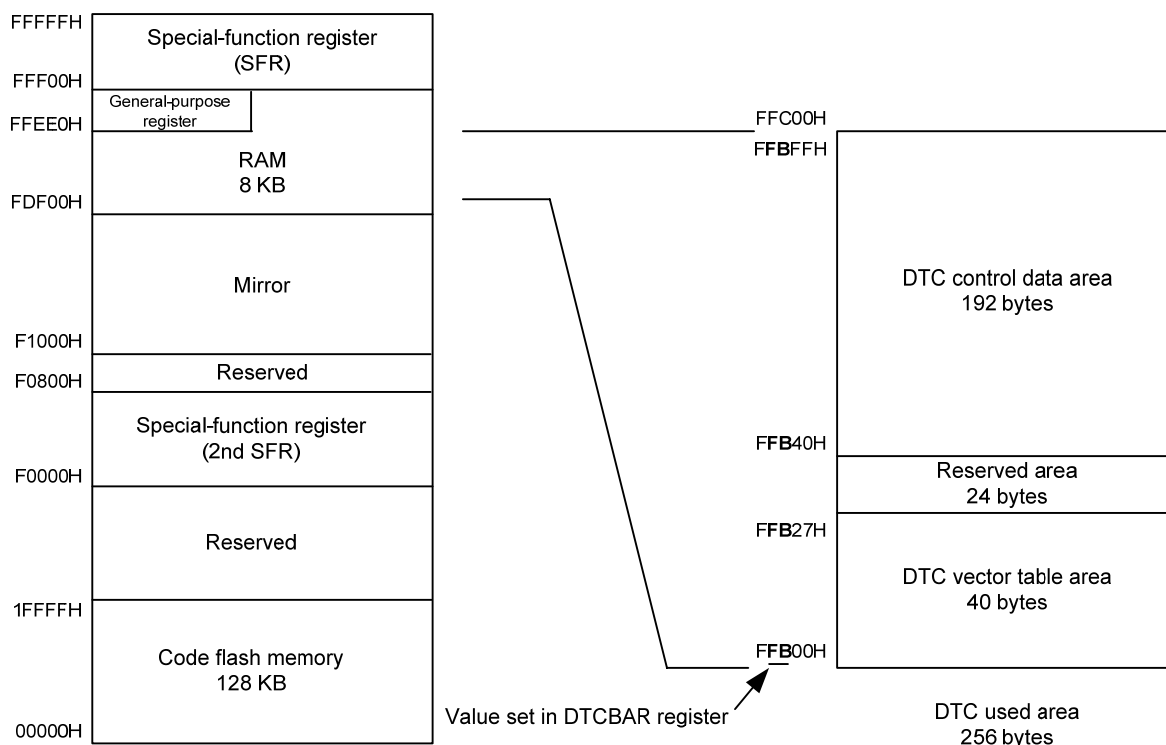 FFFFFH
Special-function register
(SFR)
FFF00H
General-purpose
register
FFEE0H
RAM
8 KB
FDF00H
Mirror
F1000H
Reserved
F0800H
Special-function register
(2nd SFR)
F0000H
Reserved
1FFFFH
Code flash memory
128 KB
00000H
FFC00H
FFBFFH
DTC control data area
192 bytes
FFB40H
Reserved area
24 bytes
FFB27H
DTC vector table area
40 bytes
FFB00H
Value set in DTCBAR register
DTC used area
256 bytes